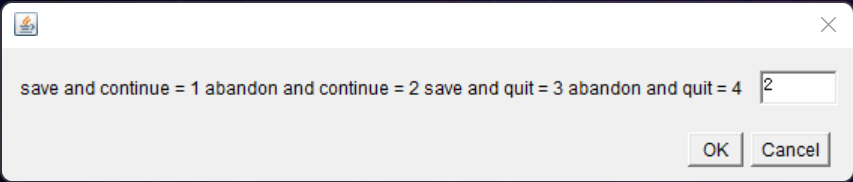 save and continue = 1 abandon and continue = 2 save and quit = 3 abandon and quit = 4 2
OK Cancel